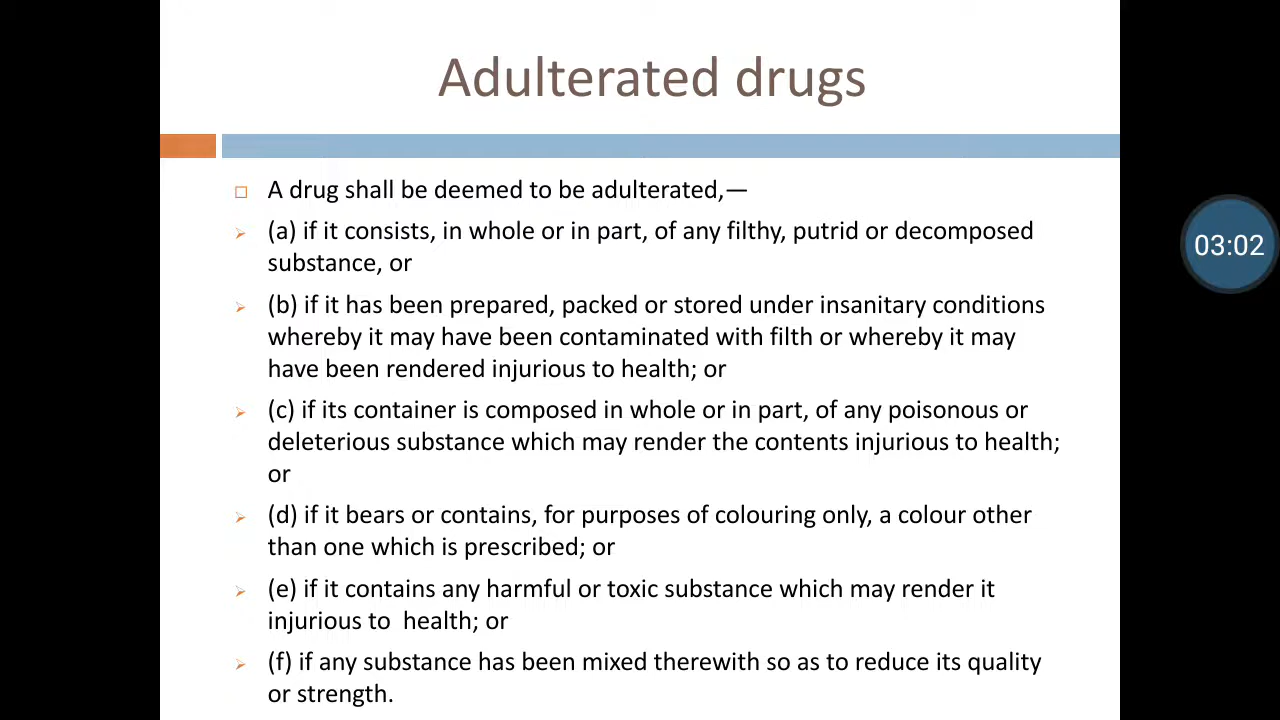 Adulterated drugs
A drug shall be deemed to be adulterated,—
(a) if it consists, in whole or in part, of any filthy, putrid or decomposed
substance, or
(b) if it has been prepared, packed or stored under insanitary conditions
whereby it may have been contaminated with filth or whereby it may
have been rendered injurious to health; or
(c) if its container is composed in whole or in part, of any poisonous or
deleterious substance which may render the contents injurious to health;
or
(d) if it bears or contains, for purposes of colouring only, a colour other
than one which is prescribed; or
(e) if it contains any harmful or toxic substance which may render it
injurious to  health; or
(f) if any substance has been mixed therewith so as to reduce its quality
or strength.
03:02